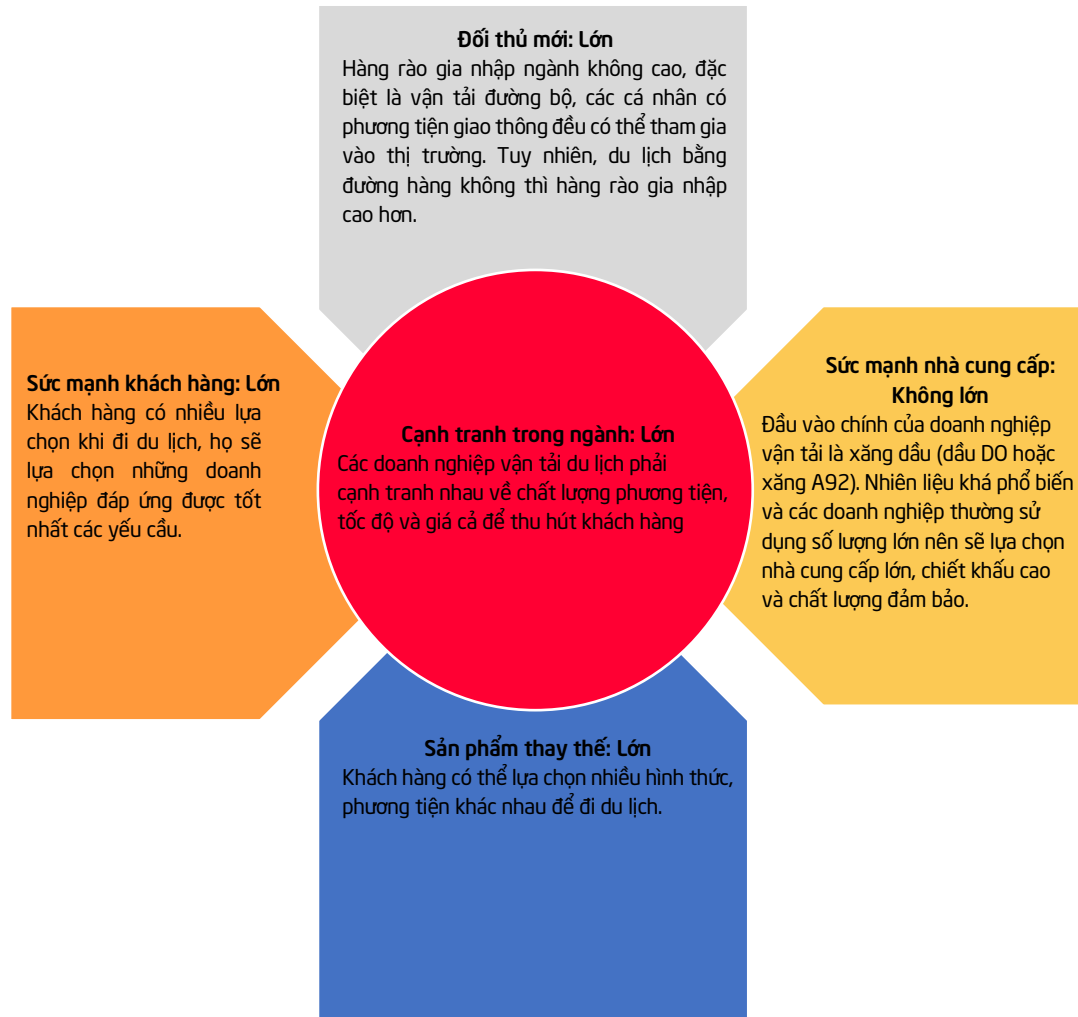 Đối thủ mới: Lớn
Hàng rào gia nhập ngành không cao, đặc
biệt là vận tải đường bộ, các cá nhân có
phương tiện giao thông đều có thể tham gia
vào thị trường. Tuy nhiên, du lịch bằng
đường hàng không thì hàng rào gia nhập
cao hơn.
Sức mạnh khách hàng: Lớn
Khách hàng có nhiều lựa
chọn khi đi du lịch, họ sẽ
lựa chọn những doanh
nghiệp đáp ứng được tốt
nhất các yếu cầu.
Cạnh tranh trong ngành: Lớn
Các doanh nghiệp vận tải du lịch phải
cạnh tranh nhau về chất lượng phương tiện,
tốc độ và giá cả để thu hút khách hàng
Sức mạnh nhà cung cấp:
Không lớn
Đầu vào chính của doanh nghiệp
vận tải là xăng dầu (dầu DO hoặc
xăng A92). Nhiên liệu khá phổ biến
và các doanh nghiệp thường sử
dụng số lượng lớn nên sẽ lựa chọn
nhà cung cấp lớn, chiết khấu cao
và chất lượng đảm bảo.
Sản phẩm thay thế: Lớn
Khách hàng có thể lựa chọn nhiều hình thức,
phương tiện khác nhau để đi du lịch.